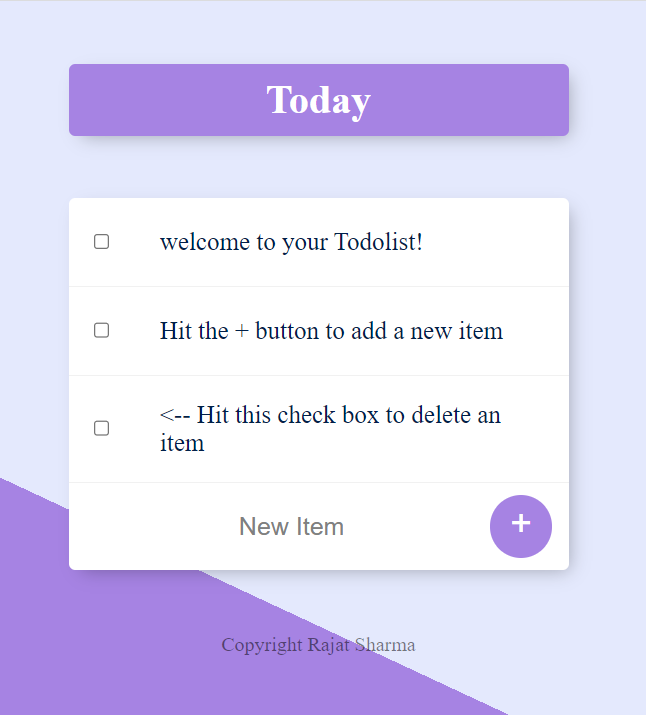 Today
welcome to your Todolist!
Hit the + button to add a new item
<-- Hit this check box to delete an
item
New Item
+
Copyright Rajat Sharma